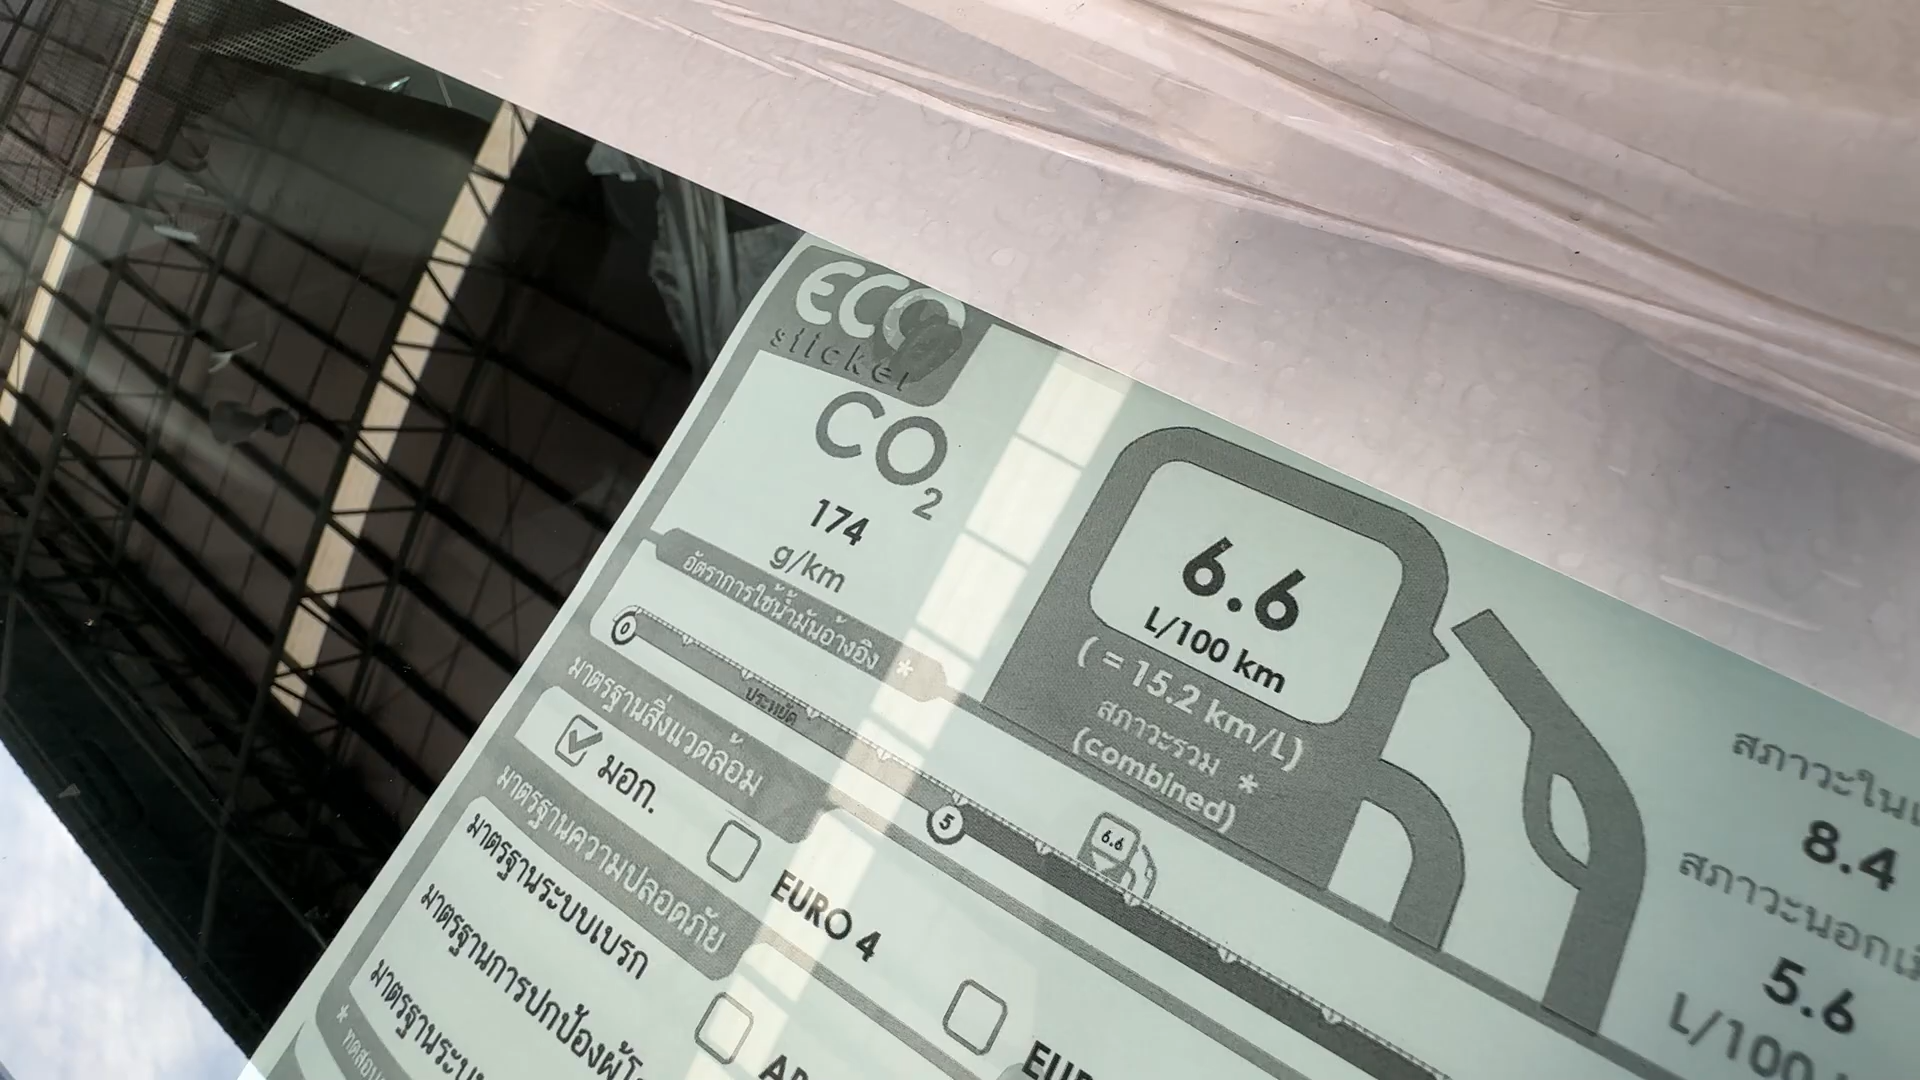 ECO
sticker
CO2
174
g/km
อัตราการใช้น้ำมันอ้างอิง *
6.6
L/100 km
( = 15.2 km/L)
สภาวะรวม *
(combined)
8.4
สภาวะนอกเ
5.6
L/100
0
ประหยัด
5
6.6
มาตรฐานสิ่งแวดล้อม
มอก.
EURO 4
มาตรฐานความปลอดภัย
มาตรฐานระบบเบรก
มาตรฐานการปกป้องผู้โ
มาตรฐานระบ